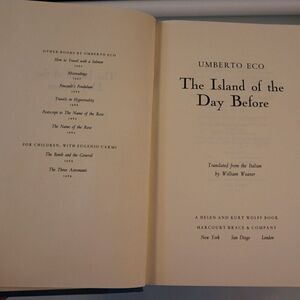 OTHER BOOKS BY UMBERTO ECO
How to Travel with a Salmon
Misreadings
Foucault's Pendulum
Travels in Hyperreality
Postscript to The Name of the Rose
The Name of the Rose
FOR CHILDREN, WITH EUGENIO CARMI
The Bomb and the General
The Three Astronauts
UMBERTO ECO
The Island of the
Day Before
Translated from the Italian
by William Weaver
A HELEN AND KURT WOLFF BOOK
HARCOURT BRACE & COMPANY
New York San Diego London